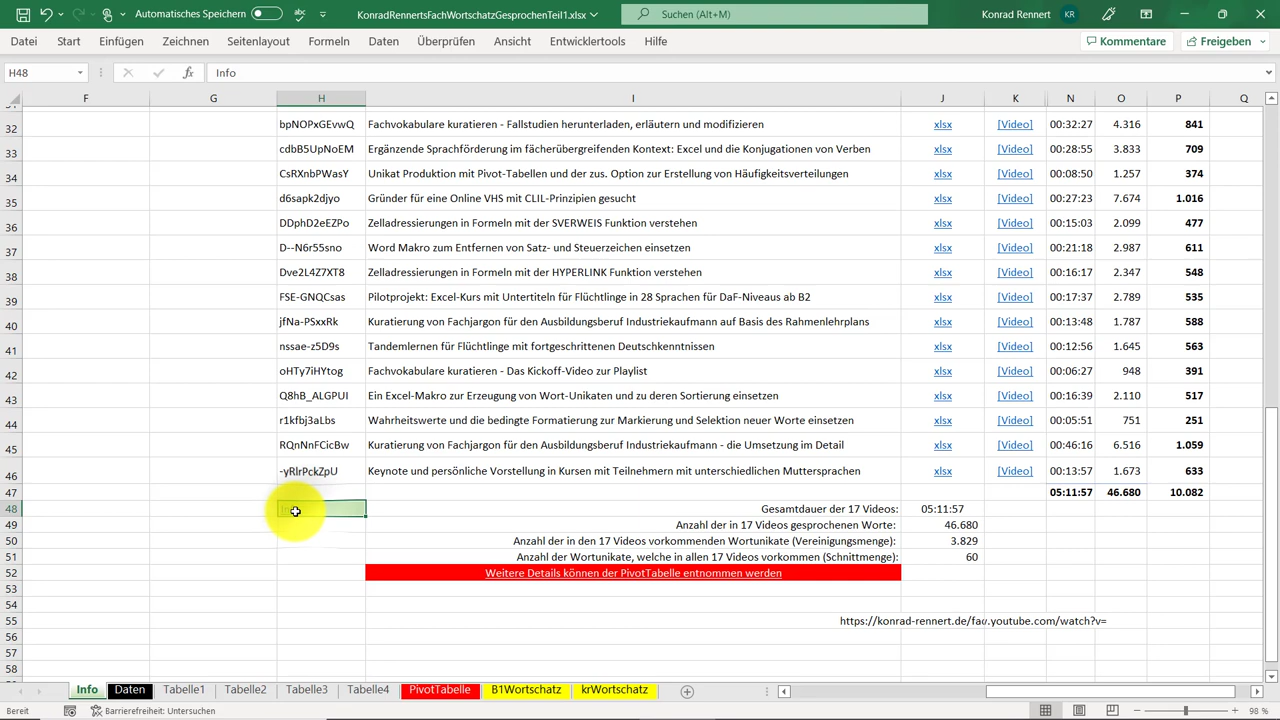 Automatisches Speichern KonradRennertsFachWortschatzGesprochenTeil1.xlsx Suchen (Alt+M) Konrad Rennert KR
Datei Start Einfügen Zeichnen Seitenlayout Formeln Daten Überprüfen Ansicht Entwicklertools Hilfe Kommentare Freigeben
H48 fx Info
F G H I J K N O P Q
32 bpNOPxGEvwQ Fachvokabulare kuratieren - Fallstudien herunterladen, erläutern und modifizieren xlsx [Video] 00:32:27 4.316 841
33 cdbB5UpNoEM Ergänzende Sprachförderung im fächerübergreifenden Kontext: Excel und die Konjugationen von Verben xlsx [Video] 00:28:55 3.833 709
34 CsRXnbPWasY Unikat Produktion mit Pivot-Tabellen und der zus. Option zur Erstellung von Häufigkeitsverteilungen xlsx [Video] 00:08:50 1.257 374
35 d6sapk2djyo Gründer für eine Online VHS mit CLIL-Prinzipien gesucht xlsx [Video] 00:27:23 7.674 1.016
36 DDphD2eEZPo Zelladressierungen in Formeln mit der SVERWEIS Funktion verstehen xlsx [Video] 00:15:03 2.099 477
37 D--N6r55sno Word Makro zum Entfernen von Satz- und Steuerzeichen einsetzen xlsx [Video] 00:21:18 2.987 611
38 Dve2L4Z7XT8 Zelladressierungen in Formeln mit der HYPERLINK Funktion verstehen xlsx [Video] 00:16:17 2.347 548
39 FSE-GNQCsas Pilotprojekt: Excel-Kurs mit Untertiteln für Flüchtlinge in 28 Sprachen für DaF-Niveaus ab B2 xlsx [Video] 00:17:37 2.789 535
40 jfNa-PSxxRk Kuratierung von Fachjargon für den Ausbildungsberuf Industriekaufmann auf Basis des Rahmenlehrplans xlsx [Video] 00:13:48 1.787 588
41 nssae-z5D9s Tandemlernen für Flüchtlinge mit fortgeschrittenen Deutschkenntnissen xlsx [Video] 00:12:56 1.645 563
42 oHTy7iHYtog Fachvokabulare kuratieren - Das Kickoff-Video zur Playlist xlsx [Video] 00:06:27 948 391
43 Q8hB_ALGPUI Ein Excel-Makro zur Erzeugung von Wort-Unikaten und zu deren Sortierung einsetzen xlsx [Video] 00:16:39 2.110 517
44 r1kfbj3aLbs Wahrheitswerte und die bedingte Formatierung zur Markierung und Selektion neuer Worte einsetzen xlsx [Video] 00:05:51 751 251
45 RQnNnFCicBw Kuratierung von Fachjargon für den Ausbildungsberuf Industriekaufmann - die Umsetzung im Detail xlsx [Video] 00:46:16 6.516 1.059
46 -yRlrPckZpU Keynote und persönliche Vorstellung in Kursen mit Teilnehmern mit unterschiedlichen Muttersprachen xlsx [Video] 00:13:57 1.673 633
47 05:11:57 46.680 10.082
48 Gesamtdauer der 17 Videos: 05:11:57
49 Anzahl der in 17 Videos gesprochenen Worte: 46.680
50 Anzahl der in den 17 Videos vorkommenden Wortunikate (Vereinigungsmenge): 3.829
51 Anzahl der Wortunikate, welche in allen 17 Videos vorkommen (Schnittmenge): 60
52 Weitere Details können der PivotTabelle entnommen werden
53
54
55 https://konrad-rennert.de/fac.youtube.com/watch?v=
56
57
58
Info Daten Tabelle1 Tabelle2 Tabelle3 Tabelle4 PivotTabelle B1Wortschatz krWortschatz
Bereit Barrierefreiheit: Untersuchen 98 %